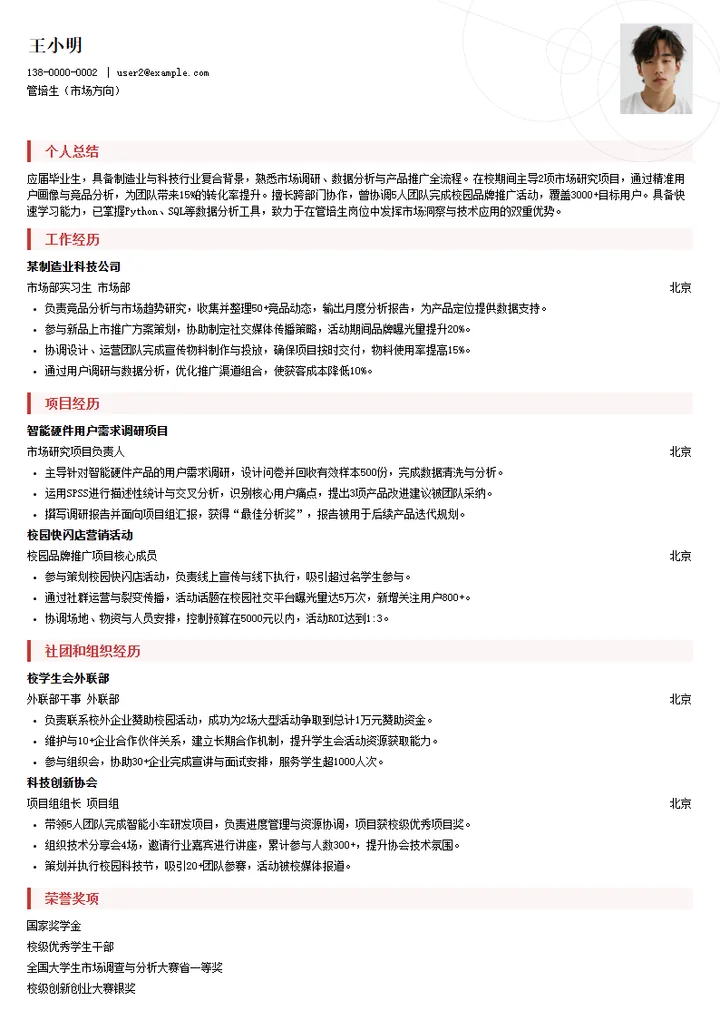 王小明
138-0000-0002 | user2@example.com
管培生（市场方向）
个人总结
应届毕业生，具备制造业与科技行业复合背景，熟悉市场调研、数据分析与产品推广全流程。在校期间主导2项市场研究项目，通过精准用
户画像与竞品分析，为团队带来15%的转化率提升。擅长跨部门协作，曾协调5人团队完成校园品牌推广活动，覆盖3000+目标用户。具备快
速学习能力，已掌握Python、SQL等数据分析工具，致力于在管培生岗位中发挥市场洞察与技术应用的双重优势。
工作经历
某制造业科技公司
市场部实习生 市场部 北京
• 负责竞品分析与市场趋势研究，收集并整理50+竞品动态，输出月度分析报告，为产品定位提供数据支持。
• 参与新品上市推广方案策划，协助制定社交媒体传播策略，活动期间品牌曝光量提升20%。
• 协调设计、运营团队完成宣传物料制作与投放，确保项目按时交付，物料使用率提高15%。
• 通过用户调研与数据分析，优化推广渠道组合，使获客成本降低10%。
项目经历
智能硬件用户需求调研项目
市场研究项目负责人 北京
• 主导针对智能硬件产品的用户需求调研，设计问卷并回收有效样本500份，完成数据清洗与分析。
• 运用SPSS进行描述性统计与交叉分析，识别核心用户痛点，提出3项产品改进建议被团队采纳。
• 撰写调研报告并面向项目组汇报，获得“最佳分析奖”，报告被用于后续产品迭代规划。
校园快闪店营销活动
校园品牌推广项目核心成员 北京
• 参与策划校园快闪店活动，负责线上宣传与线下执行，吸引超过名学生参与。
• 通过社群运营与裂变传播，活动话题在校园社交平台曝光量达5万次，新增关注用户800+。
• 协调场地、物资与人员安排，控制预算在5000元以内，活动ROI达到1:3。
社团和组织经历
校学生会外联部
外联部干事 外联部 北京
• 负责联系校外企业赞助校园活动，成功为2场大型活动争取到总计1万元赞助资金。
• 维护与10+企业合作伙伴关系，建立长期合作机制，提升学生会活动资源获取能力。
• 参与组织会，协助30+企业完成宣讲与面试安排，服务学生超1000人次。
科技创新协会
项目组组长 项目组 北京
• 带领5人团队完成智能小车研发项目，负责进度管理与资源协调，项目获校级优秀项目奖。
• 组织技术分享会4场，邀请行业嘉宾进行讲座，累计参与人数300+，提升协会技术氛围。
• 策划并执行校园科技节，吸引20+团队参赛，活动被校媒体报道。
荣誉奖项
国家奖学金
校级优秀学生干部
全国大学生市场调查与分析大赛省一等奖
校级创新创业大赛银奖